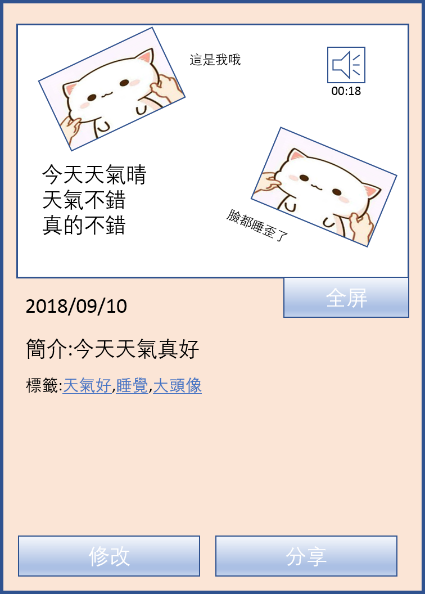 這是我哦
00:18
今天天氣晴
天氣不錯
真的不錯
臉都睡歪了
全屏
2018/09/10
簡介:今天天氣真好
標籤:天氣好,睡覺,大頭像
修改
分享